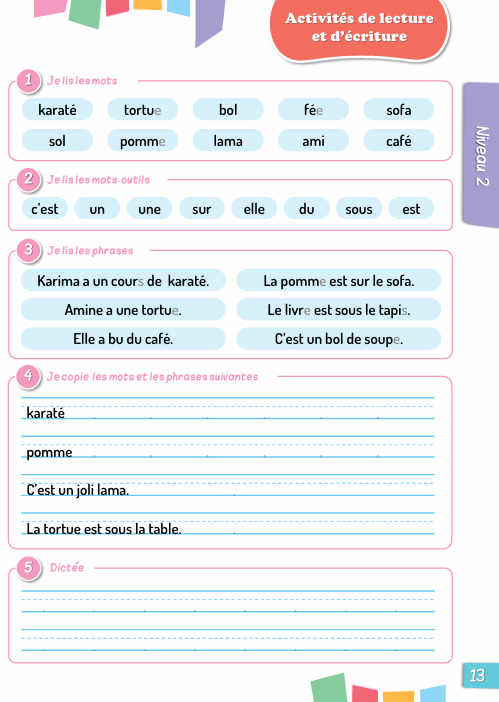 Activités de lecture
et d'écriture
1 Je lis les mots
karaté tortue bol fée sofa
sol pomme lama ami café
2 Je lis les mots-outils
c'est un une sur elle du sous est
3 Je lis les phrases
Karima a un cours de karaté. La pomme est sur le sofa.
Amine a une tortue. Le livre est sous le tapis.
Elle a bu du café. C'est un bol de soupe.
4 Je copie les mots et les phrases suivantes
karaté
pomme
C'est un joli lama.
La tortue est sous la table.
5 Dictée
Niveau 2
13